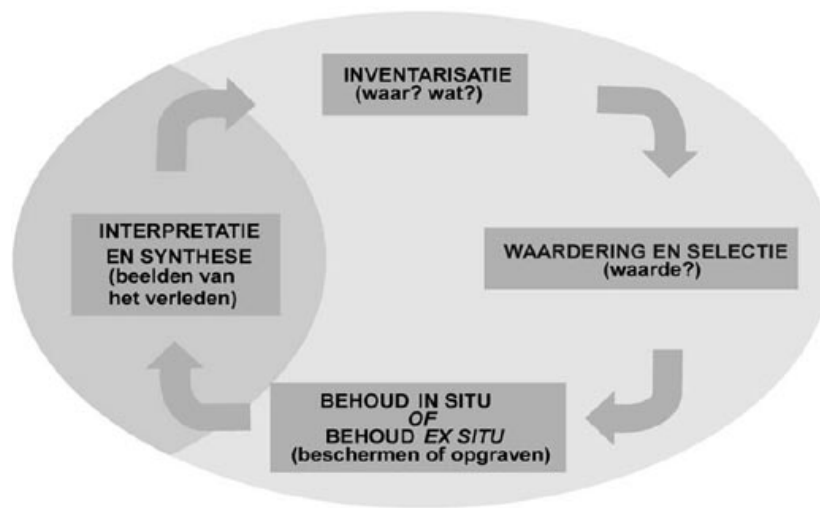 INVENTARISATIE
(waar? wat?)
WAARDERING EN SELECTIE
(waarde?)
BEHOUD IN SITU
OF
BEHOUD EX SITU
(beschermen of opgraven)
INTERPRETATIE
EN SYNTHESE
(beelden van
het verleden)